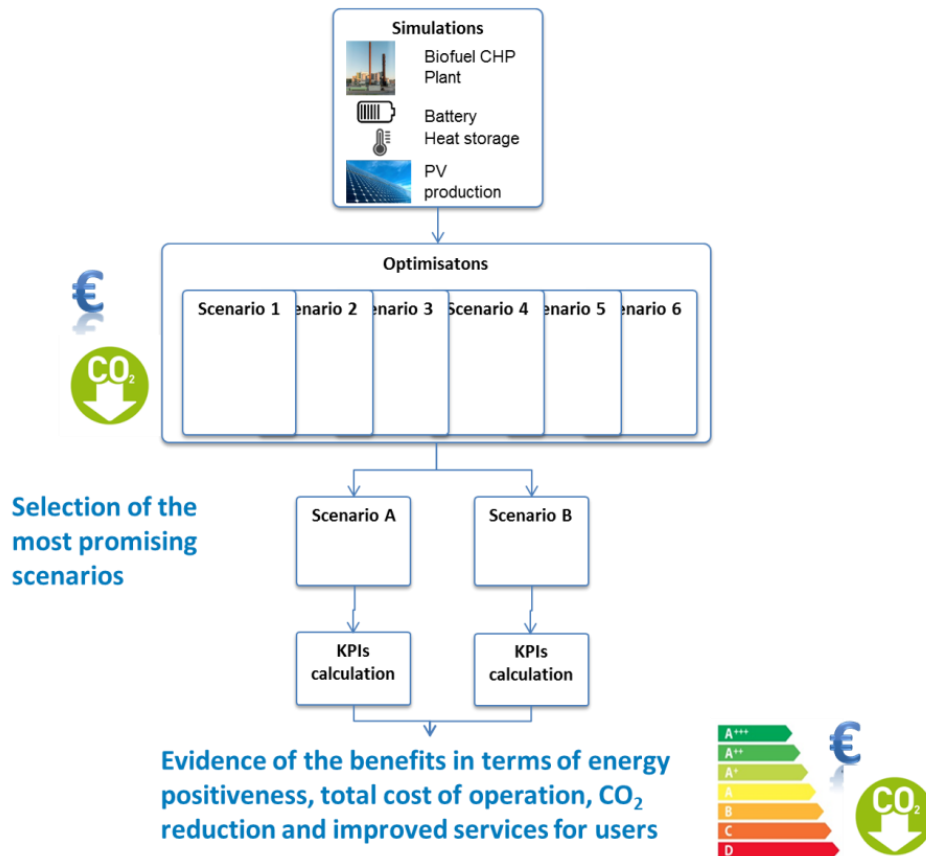 Simulations
Biofuel CHP
Plant
Battery
Heat storage
PV
production
Optimisatons
Scenario 1
enario 2
enario 3
Scenario 4
enario 5
enario 6
€
CO₂
Selection of the
most promising
scenarios
Scenario A
Scenario B
KPIs
calculation
KPIs
calculation
Evidence of the benefits in terms of energy
positiveness, total cost of operation, CO₂
reduction and improved services for users
A+++
A++
A+
A
B
C
D
€
CO₂